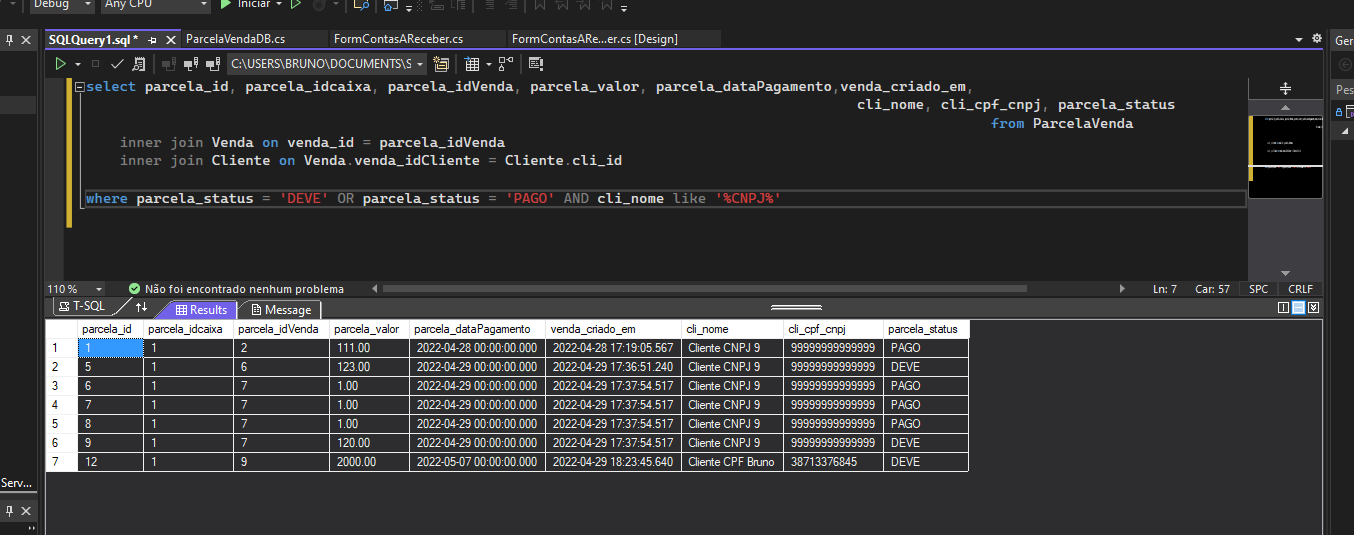 Debug Any CPU Iniciar
SQLQuery1.sql * ParcelaVendaDB.cs FormContasAReceber.cs FormContasARe...er.cs [Design] Ger
C:\USERS\BRUNO\DOCUMENTS\S
select parcela_id, parcela_idcaixa, parcela_idVenda, parcela_valor, parcela_dataPagamento,venda_criado_em,
Pes
cli_nome, cli_cpf_cnpj, parcela_status
from ParcelaVenda
inner join Venda on venda_id = parcela_idVenda
inner join Cliente on Venda.venda_idCliente = Cliente.cli_id
where parcela_status = 'DEVE' OR parcela_status = 'PAGO' AND cli_nome like '%CNPJ%'
110 % Não foi encontrado nenhum problema Ln: 7 Car: 57 SPC CRLF
T-SQL Results Message
parcela_id parcela_idcaixa parcela_idVenda parcela_valor parcela_dataPagamento venda_criado_em cli_nome cli_cpf_cnpj parcela_status
1 1 1 2 111.00 2022-04-28 00:00:00.000 2022-04-28 17:19:05.567 Cliente CNPJ 9 99999999999999 PAGO
2 5 1 6 123.00 2022-04-29 00:00:00.000 2022-04-29 17:36:51.240 Cliente CNPJ 9 99999999999999 DEVE
3 6 1 7 1.00 2022-04-29 00:00:00.000 2022-04-29 17:37:54.517 Cliente CNPJ 9 99999999999999 PAGO
4 7 1 7 1.00 2022-04-29 00:00:00.000 2022-04-29 17:37:54.517 Cliente CNPJ 9 99999999999999 PAGO
5 8 1 7 1.00 2022-04-29 00:00:00.000 2022-04-29 17:37:54.517 Cliente CNPJ 9 99999999999999 PAGO
6 9 1 7 120.00 2022-04-29 00:00:00.000 2022-04-29 17:37:54.517 Cliente CNPJ 9 99999999999999 DEVE
7 12 1 9 2000.00 2022-05-07 00:00:00.000 2022-04-29 18:23:45.640 Cliente CPF Bruno 38713376845 DEVE
Serv...